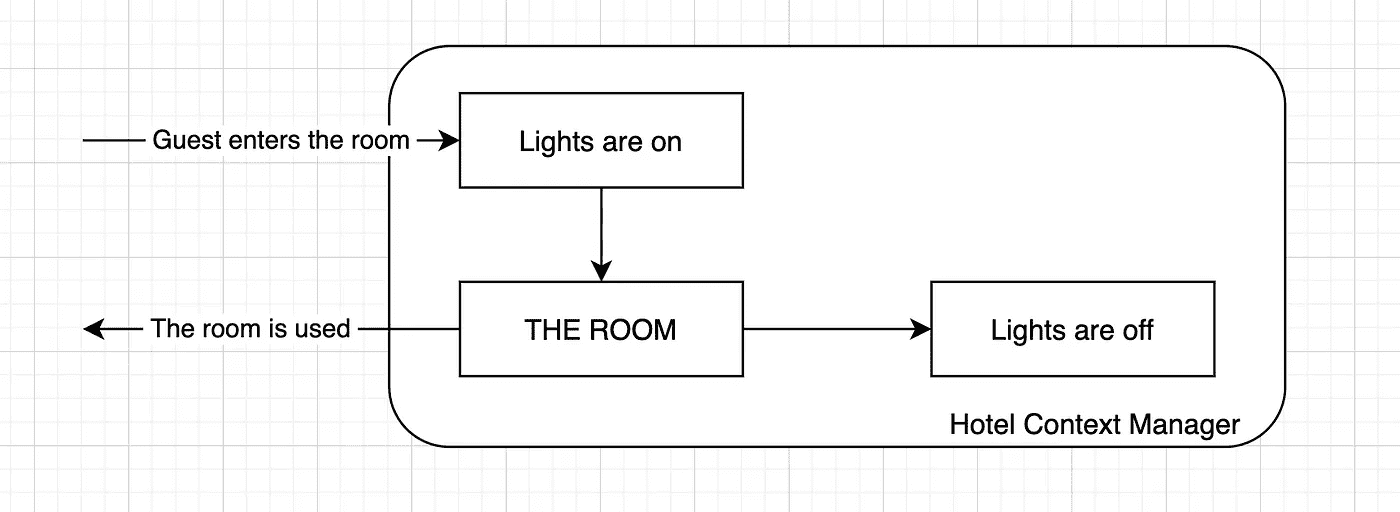 Guest enters the room
Lights are on
The room is used
THE ROOM
Lights are off
Hotel Context Manager